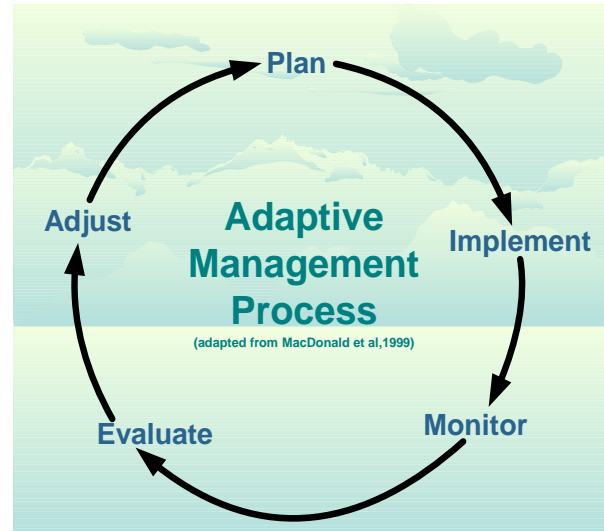 Plan
Adjust
Implement
Adaptive
Management
Process
(adapted from MacDonald et al,1999)
Evaluate
Monitor